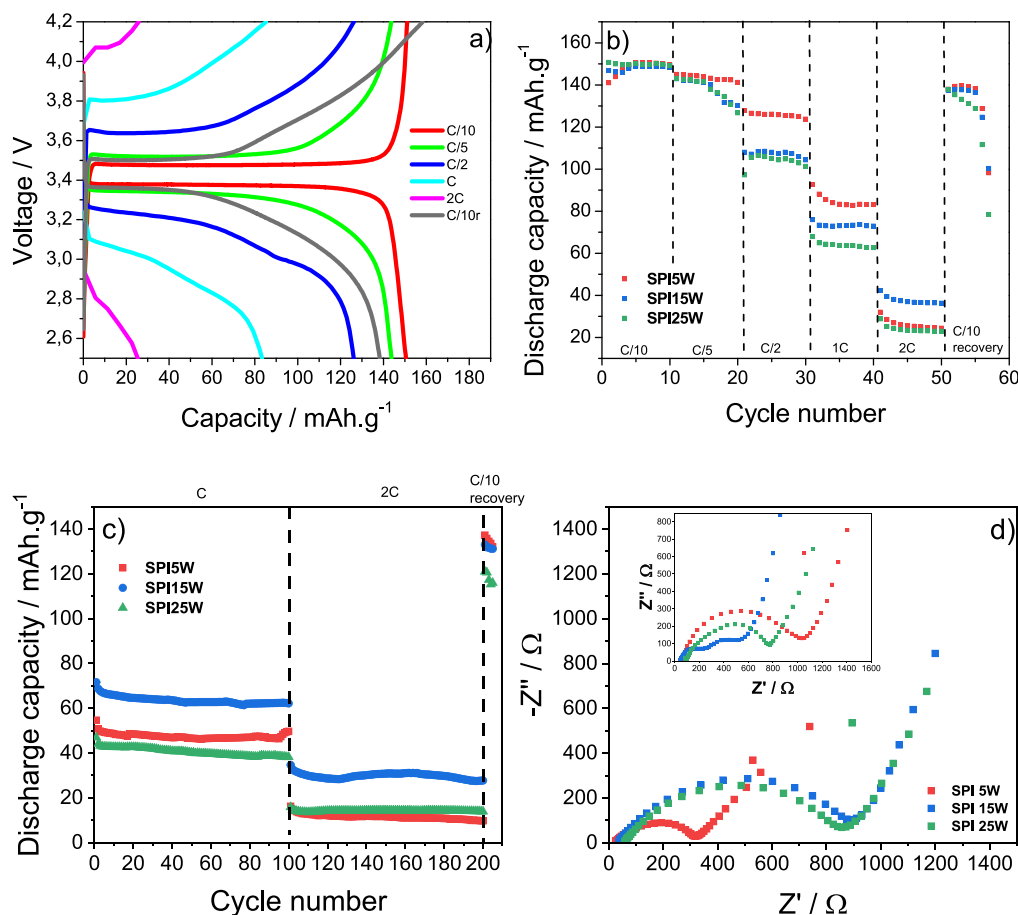 a)
4,2
4,0
3,8
3,6
3,4
3,2
3,0
2,8
2,6
Voltage / V
C/10
C/5
C/2
C
2C
C/10r
0 20 40 60 80 100 120 140 160 180
Capacity / mAh.g-1
b)
160
140
120
100
80
60
40
20
Discharge capacity / mAh.g-1
SPI5W
SPI15W
SPI25W
C/10 C/5 C/2 1C 2C C/10
recovery
0 10 20 30 40 50 60
Cycle number
C 2C C/10
recovery
c)
140
120
100
80
60
40
20
0
Discharge capacity / mAh.g-1
SPI5W
SPI15W
SPI25W
0 20 40 60 80 100 120 140 160 180 200
Cycle number
d)
1400
1200
1000
800
600
400
200
0
-Z'' / Ω
800
700
600
500
400
300
200
100
0
Z'' / Ω
0 200 400 600 800 1000 1200 1400 1600
Z' / Ω
SPI 5W
SPI 15W
SPI 25W
0 200 400 600 800 1000 1200 1400
Z' / Ω